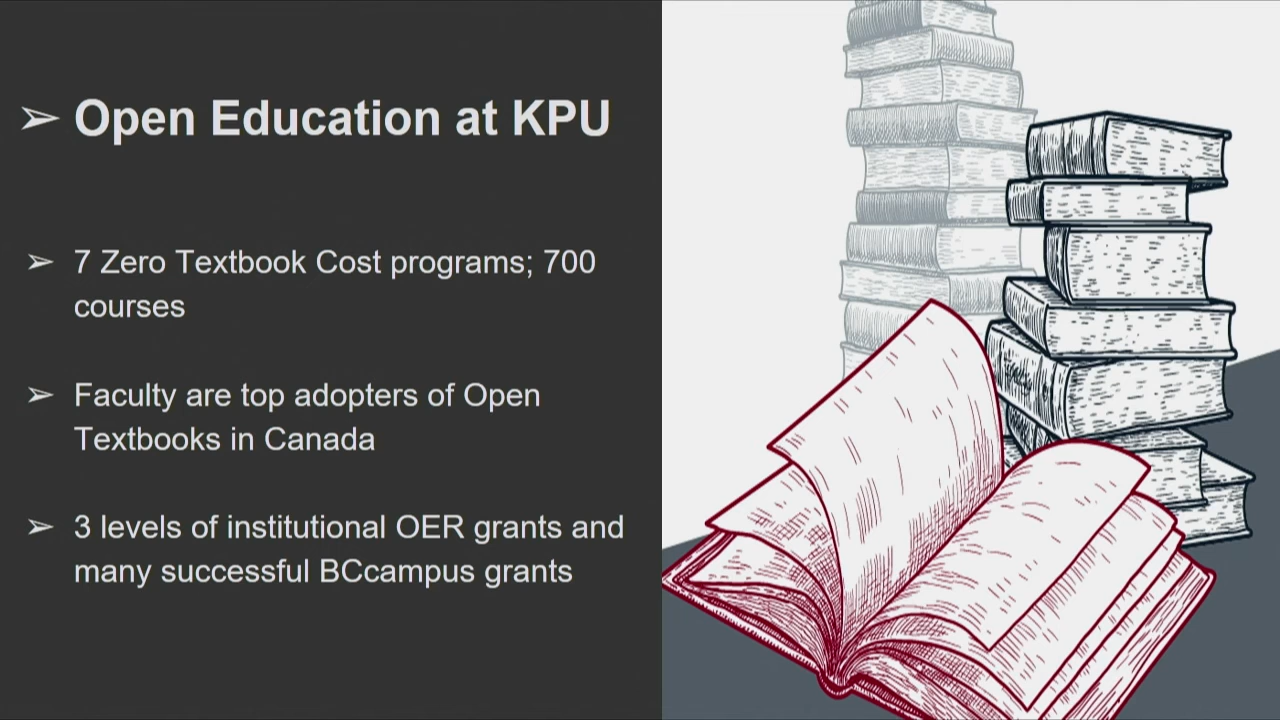 ➢ Open Education at KPU
➢ 7 Zero Textbook Cost programs; 700
courses
➢ Faculty are top adopters of Open
Textbooks in Canada
➢ 3 levels of institutional OER grants and
many successful BCcampus grants